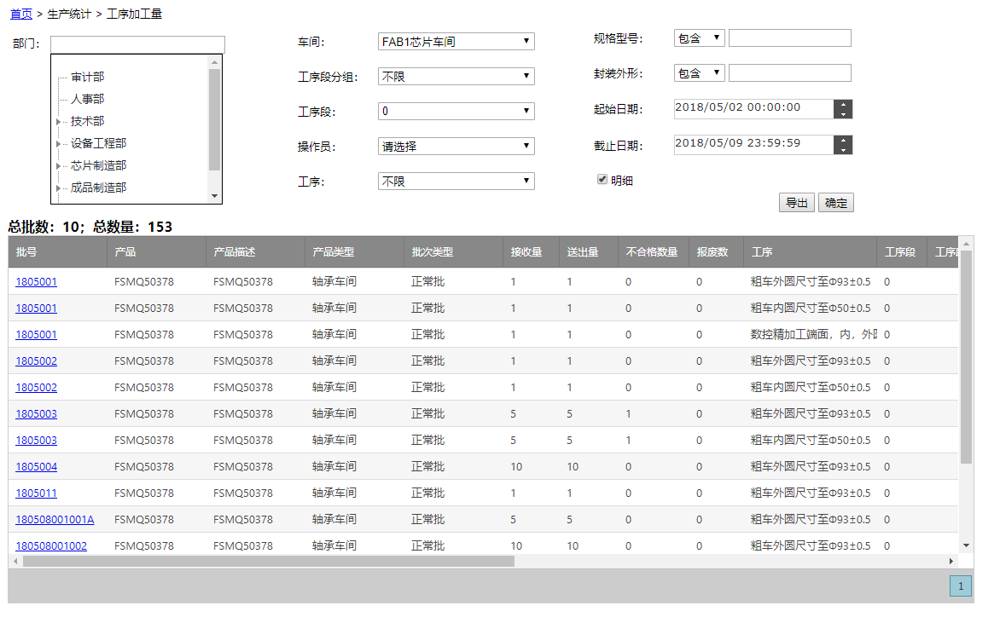 首页 > 生产统计 > 工序加工量
部门：
审计部
人事部
技术部
设备工程部
芯片制造部
成品制造部
车间： FAB1芯片车间
工序段分组： 不限
工序段： 0
操作员： 请选择
工序： 不限
规格型号： 包含
封装外形： 包含
起始日期： 2018/05/02 00:00:00
截止日期： 2018/05/09 23:59:59
明细
导出 确定
总批数：10；总数量：153
批号 产品 产品描述 产品类型 批次类型 接收量 送出量 不合格数量 报废数 工序 工序段 工序
1805001 FSMQ50378 FSMQ50378 轴承车间 正常批 1 1 0 0 粗车外圆尺寸至Φ93±0.5 0
1805001 FSMQ50378 FSMQ50378 轴承车间 正常批 1 1 0 0 粗车内圆尺寸至Φ50±0.5 0
1805001 FSMQ50378 FSMQ50378 轴承车间 正常批 1 1 0 0 数控精加工端面，内，外 0
1805002 FSMQ50378 FSMQ50378 轴承车间 正常批 1 1 0 0 粗车外圆尺寸至Φ93±0.5 0
1805002 FSMQ50378 FSMQ50378 轴承车间 正常批 1 1 0 0 粗车内圆尺寸至Φ50±0.5 0
1805003 FSMQ50378 FSMQ50378 轴承车间 正常批 5 5 1 0 粗车外圆尺寸至Φ93±0.5 0
1805003 FSMQ50378 FSMQ50378 轴承车间 正常批 5 5 1 0 粗车内圆尺寸至Φ50±0.5 0
1805004 FSMQ50378 FSMQ50378 轴承车间 正常批 10 10 0 0 粗车外圆尺寸至Φ93±0.5 0
1805011 FSMQ50378 FSMQ50378 轴承车间 正常批 1 1 0 0 粗车外圆尺寸至Φ93±0.5 0
180508001001A FSMQ50378 FSMQ50378 轴承车间 正常批 5 5 0 0 粗车外圆尺寸至Φ93±0.5 0
180508001002 FSMQ50378 FSMQ50378 轴承车间 正常批 10 10 0 0 粗车外圆尺寸至Φ93±0.5 0
1